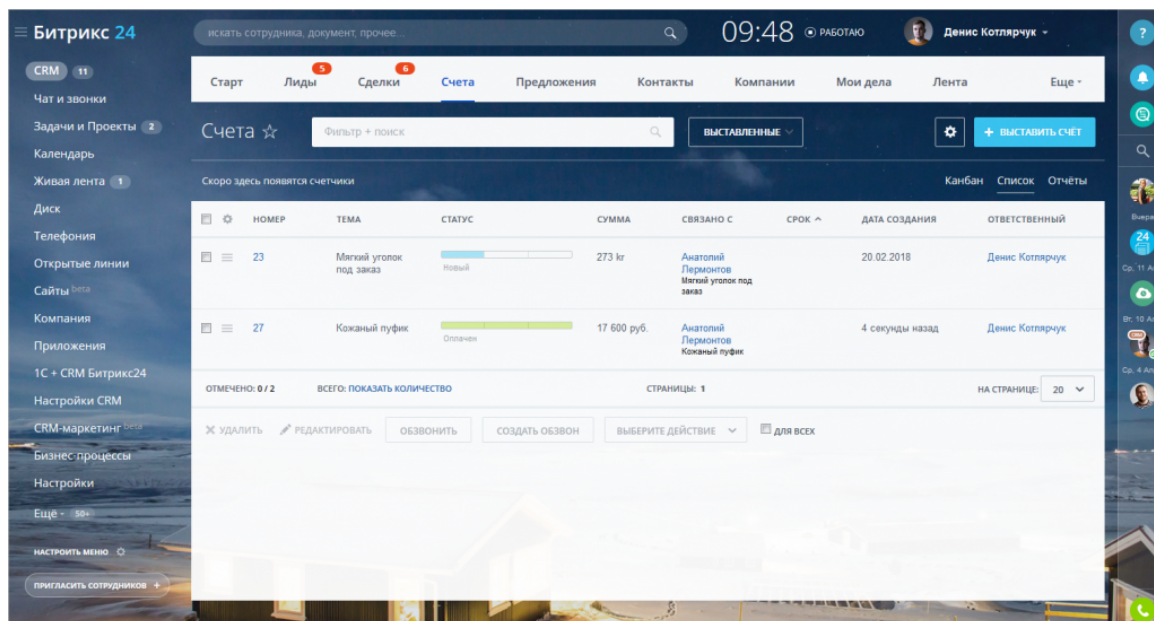 Битрикс 24
искать сотрудника, документ, прочее...
09:48
РАБОТАЮ
Денис Котлярчук
?
CRM 11
Чат и звонки
Задачи и Проекты 2
Календарь
Живая лента 1
Диск
Телефония
Открытые линии
Сайты beta
Компания
Приложения
1С + CRM Битрикс24
Настройки CRM
CRM-маркетинг beta
Бизнес-процессы
Настройки
Ещё - 50+
НАСТРОИТЬ МЕНЮ
ПРИГЛАСИТЬ СОТРУДНИКОВ +
Старт Лиды 5 Сделки 6 Счета Предложения Контакты Компании Мои дела Лента Еще
Счета
Фильтр + поиск
ВЫСТАВЛЕННЫЕ
+ ВЫСТАВИТЬ СЧЁТ
Скоро здесь появятся счетчики
Канбан Список Отчёты
НОМЕР ТЕМА СТАТУС СУММА СВЯЗАНО С СРОК ДАТА СОЗДАНИЯ ОТВЕТСТВЕННЫЙ
23 Мягкий уголок Новый 273 kr Анатолий 20.02.2018 Денис Котлярчук
под заказ Лермонтов
Мягкий уголок под
заказ
27 Кожаный пуфик Оплачен 17 600 руб. Анатолий 4 секунды назад Денис Котлярчук
Лермонтов
Кожаный пуфик
ОТМЕЧЕНО: 0 / 2 ВСЕГО: ПОКАЗАТЬ КОЛИЧЕСТВО СТРАНИЦЫ: 1 НА СТРАНИЦЕ: 20
УДАЛИТЬ РЕДАКТИРОВАТЬ ОБЗВОНИТЬ СОЗДАТЬ ОБЗВОН ВЫБЕРИТЕ ДЕЙСТВИЕ ДЛЯ ВСЕХ
24
Ср, 11
Вт, 10
CRM
Ср, 4